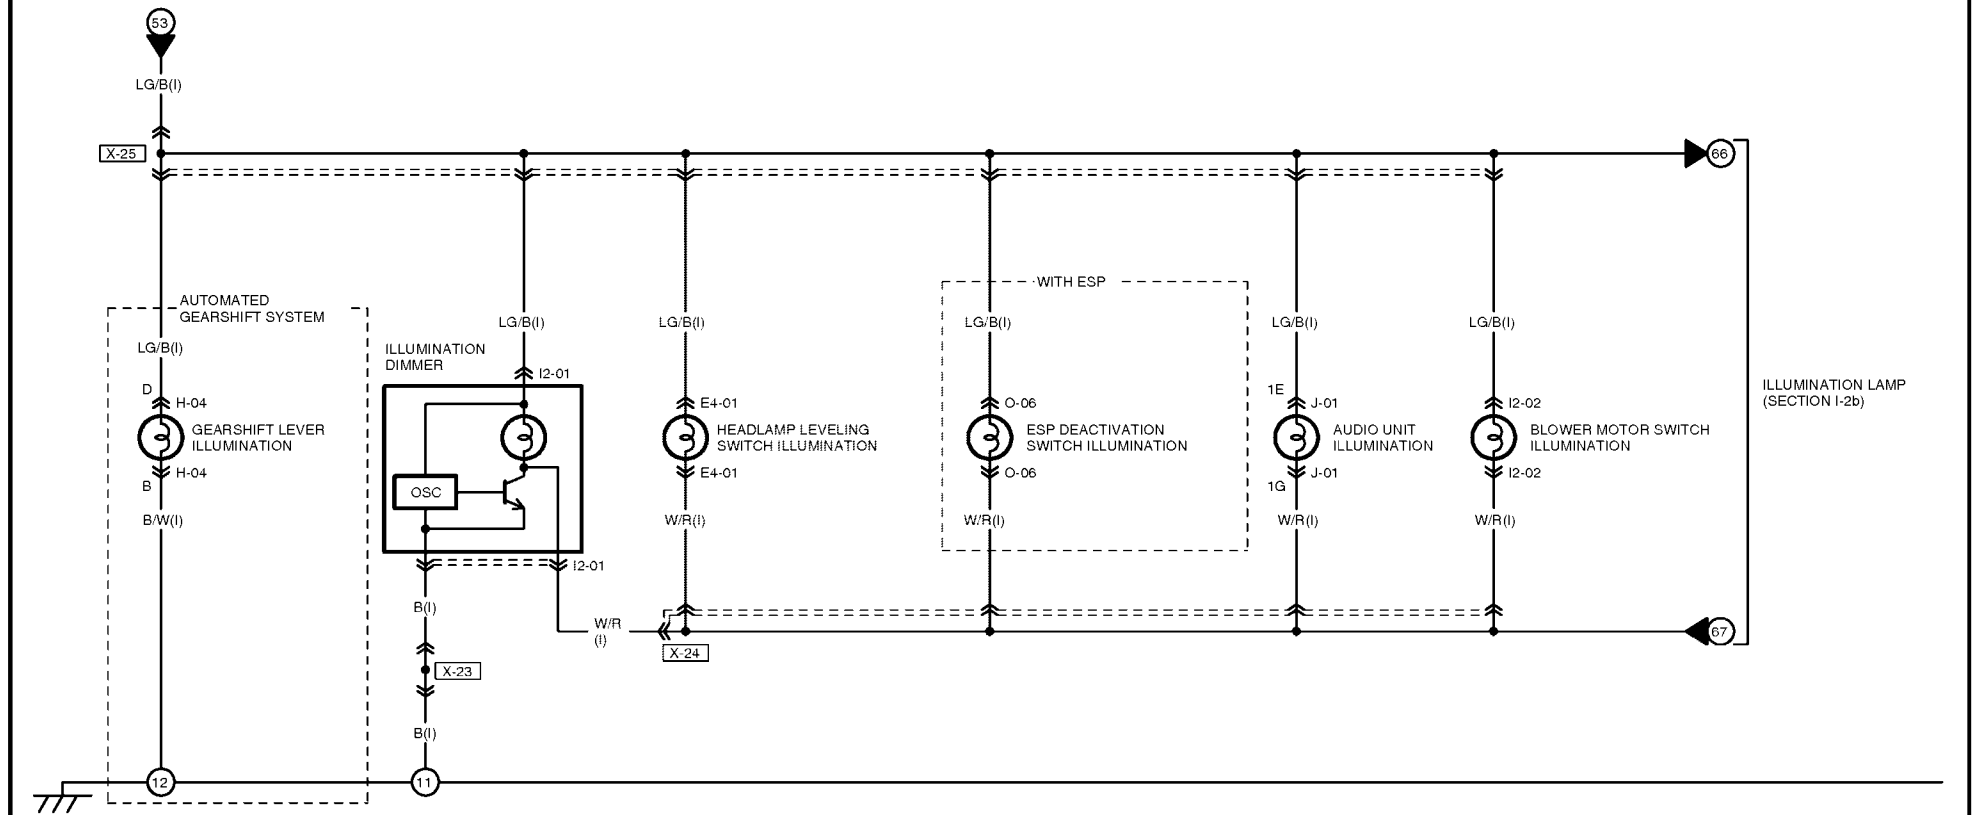 53
LG/B(I)
X-25
66
WITH ESP
AUTOMATED
GEARSHIFT SYSTEM
LG/B(I)
LG/B(I)
LG/B(I)
LG/B(I)
LG/B(I)
LG/B(I)
ILLUMINATION
DIMMER
I2-01
D
H-04
E4-01
O-06
1E
J-01
I2-02
ILLUMINATION LAMP
(SECTION I-2b)
GEARSHIFT LEVER
ILLUMINATION
HEADLAMP LEVELING
SWITCH ILLUMINATION
ESP DEACTIVATION
SWITCH ILLUMINATION
AUDIO UNIT
ILLUMINATION
BLOWER MOTOR SWITCH
ILLUMINATION
H-04
B
E4-01
O-06
J-01
1G
I2-02
OSC
B/W(I)
W/R(I)
W/R(I)
W/R(I)
W/R(I)
I2-01
B(I)
W/R
(I)
X-24
67
X-23
B(I)
12
11